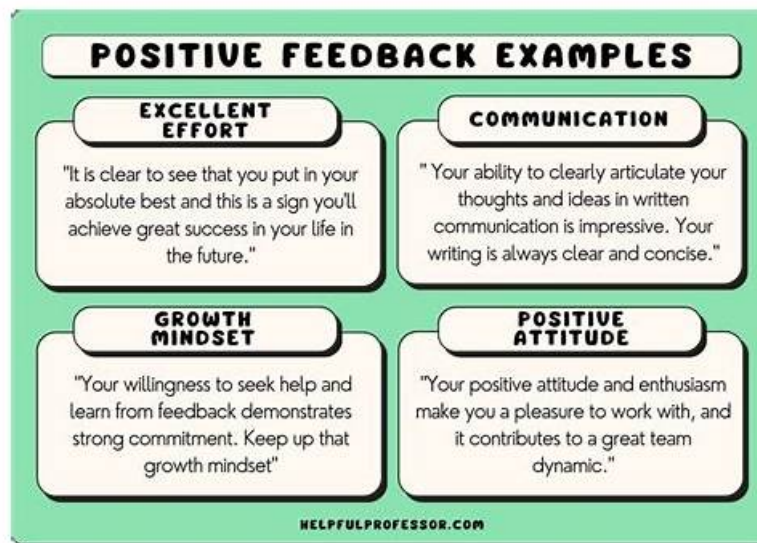 POSITIVE FEEDBACK EXAMPLES
EXCELLENT
EFFORT
"It is clear to see that you put in your
absolute best and this is a sign you'll
achieve great success in your life in
the future."
COMMUNICATION
" Your ability to clearly articulate your
thoughts and ideas in written
communication is impressive. Your
writing is always clear and concise."
GROWTH
MINDSET
"Your willingness to seek help and
learn from feedback demonstrates
strong commitment. Keep up that
growth mindset"
POSITIVE
ATTITUDE
"Your positive attitude and enthusiasm
make you a pleasure to work with, and
it contributes to a great team
dynamic."
HELPFULPROFESSOR.COM